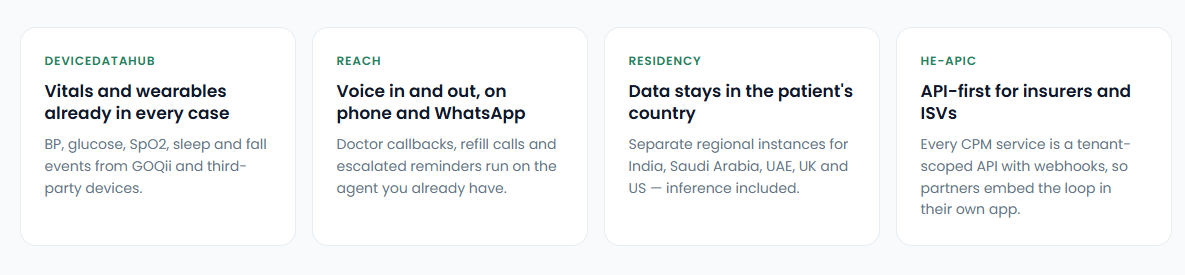 DEVICEDATAHUB
Vitals and wearables
already in every case
BP, glucose, SpO2, sleep and fall
events from GOQii and third-
party devices.
REACH
Voice in and out, on
phone and WhatsApp
Doctor callbacks, refill calls and
escalated reminders run on the
agent you already have.
RESIDENCY
Data stays in the patient's
country
Separate regional instances for
India, Saudi Arabia, UAE, UK and
US — inference included.
HE-APIC
API-first for insurers and
ISVs
Every CPM service is a tenant-
scoped API with webhooks, so
partners embed the loop in
their own app.